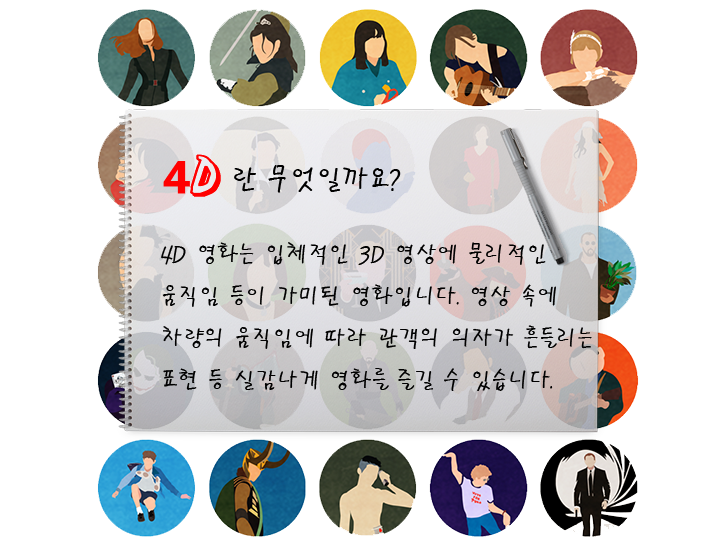 4D 란 무엇일까요?
4D 영화는 입체적인 3D 영상에 물리적인
움직임 등이 가미된 영화입니다. 영상 속에
차량의 움직임에 따라 관객의 의자가 흔들리는
표현 등 실감나게 영화를 즐길 수 있습니다.